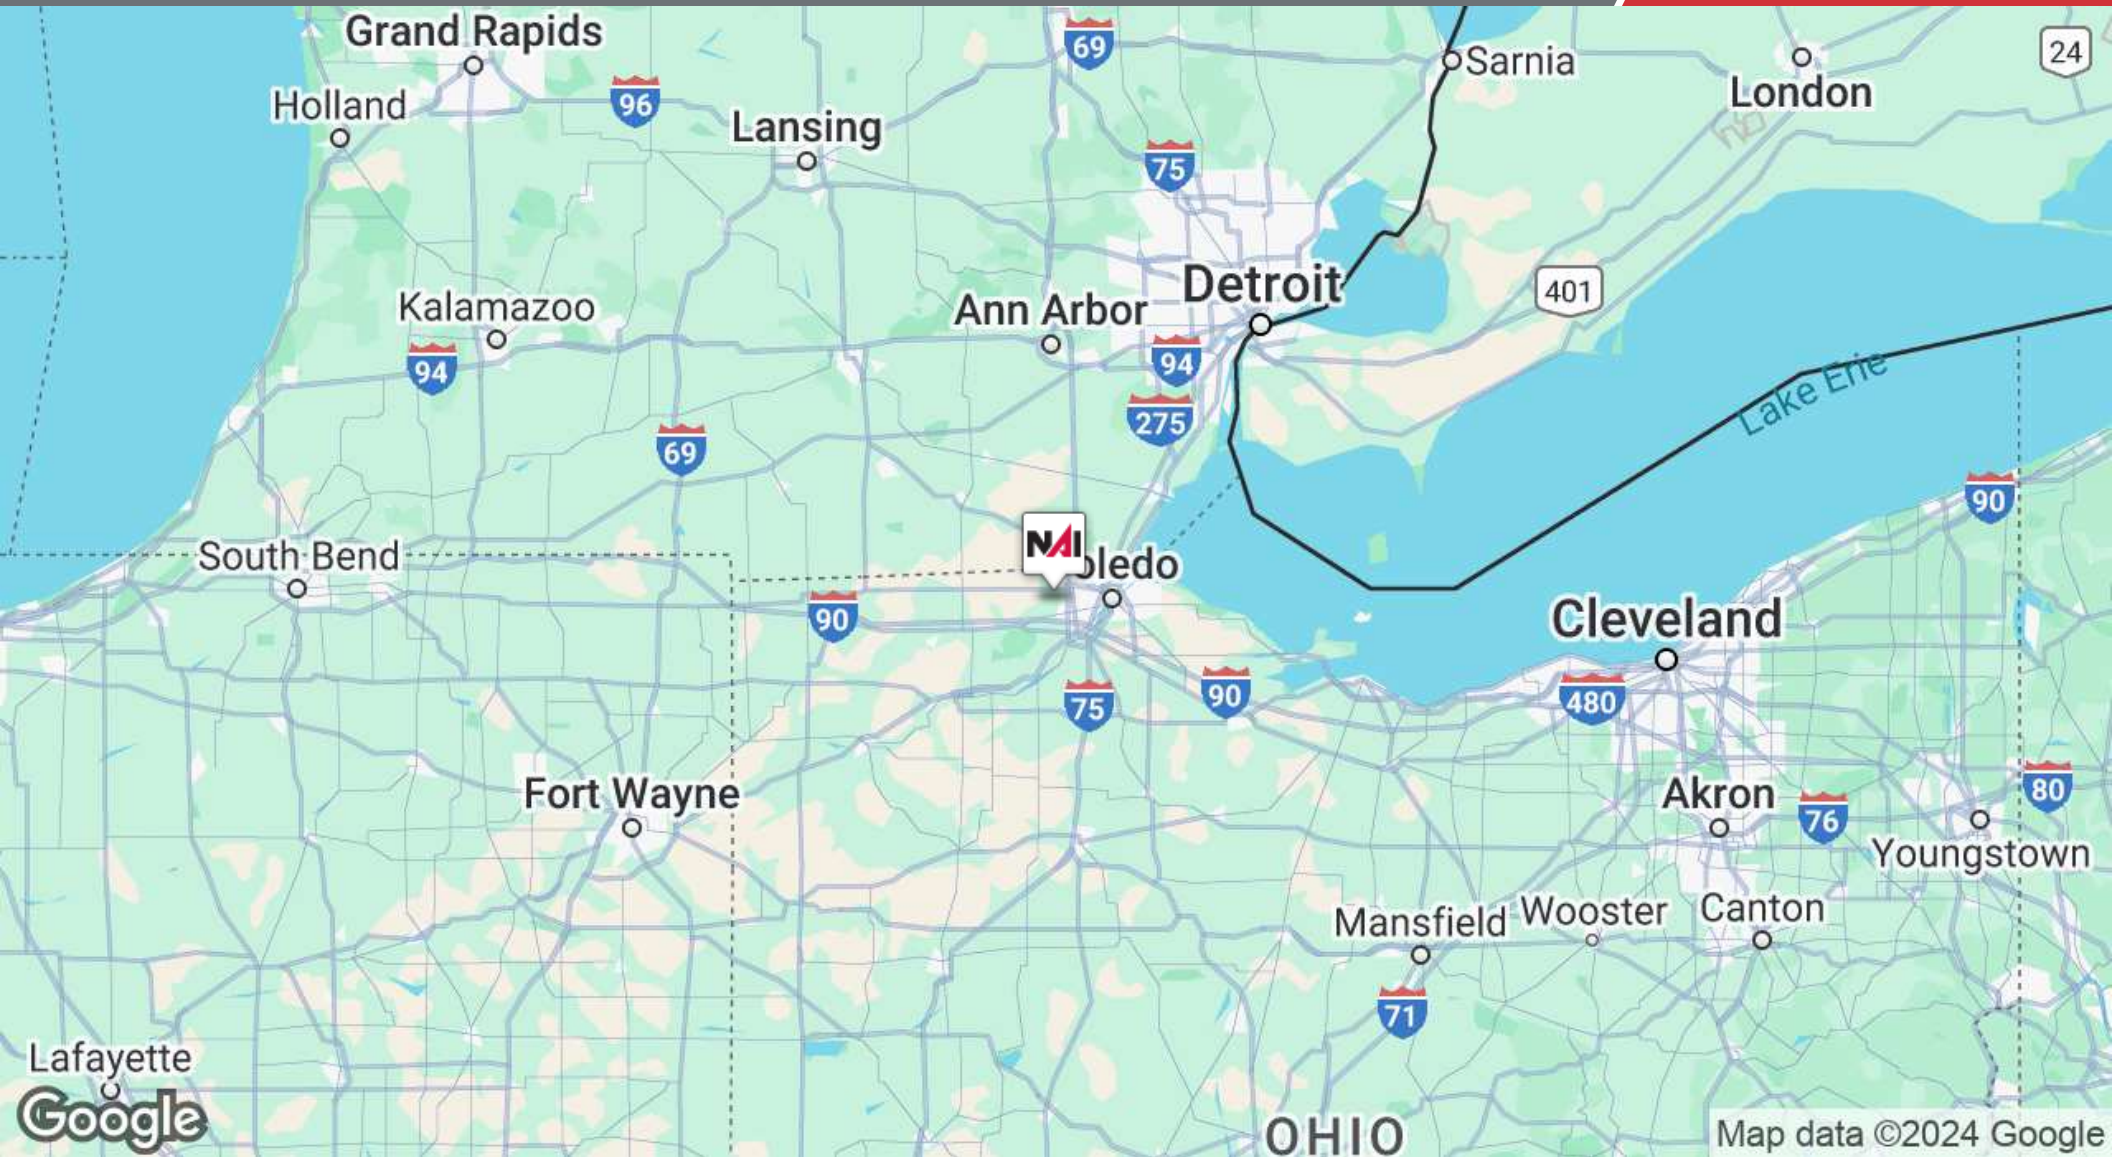 Grand Rapids
69
Sarnia
24
London
Holland
96
Lansing
75
Detroit
401
Kalamazoo
Ann Arbor
94
94
Lake Erie
275
69
90
NAI
South Bend
oledo
90
Cleveland
75
90
480
Fort Wayne
Akron
80
76
Youngstown
Mansfield
Wooster
Canton
71
Lafayette
Google
OHIO
Map data ©2024 Google